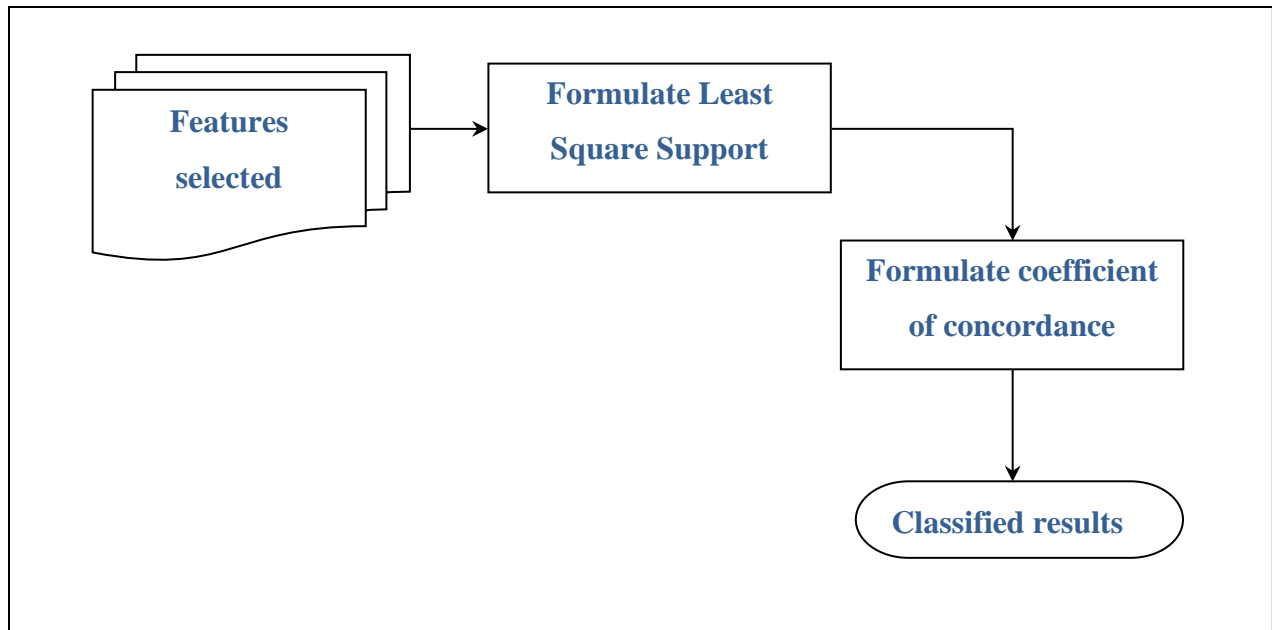 Features
selected
Formulate Least
Square Support
Formulate coefficient
of concordance
Classified results